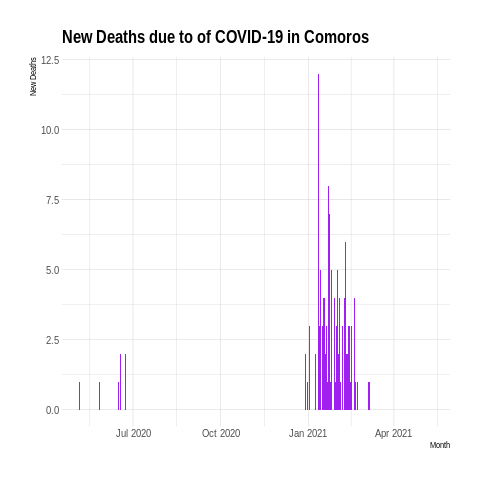 New Deaths due to of COVID-19 in Comoros
New Deaths
12.5
10.0
7.5
5.0
2.5
0.0
Jul 2020 Oct 2020 Jan 2021 Apr 2021
Month